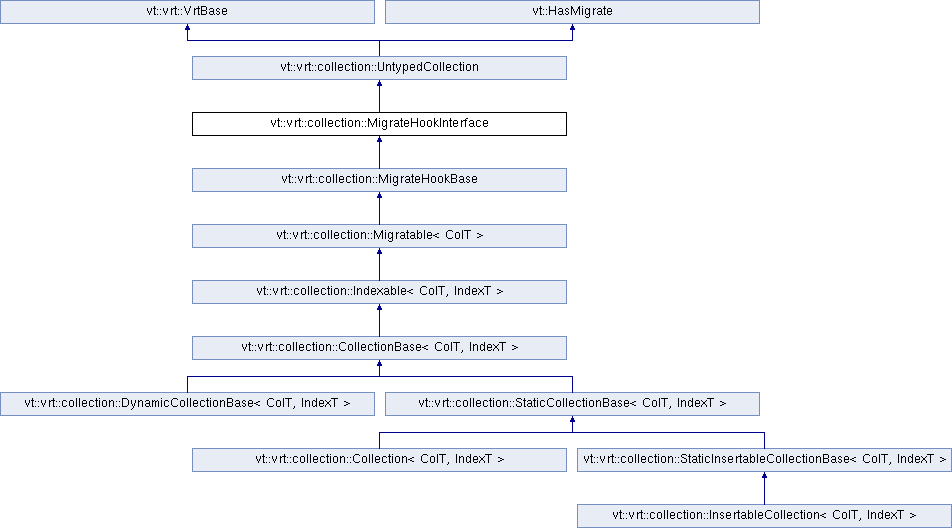 vt::vrt::VrtBase
vt::HasMigrate
vt::vrt::collection::UntypedCollection
vt::vrt::collection::MigrateHookInterface
vt::vrt::collection::MigrateHookBase
vt::vrt::collection::Migratable< ColT >
vt::vrt::collection::Indexable< ColT, IndexT >
vt::vrt::collection::CollectionBase< ColT, IndexT >
vt::vrt::collection::DynamicCollectionBase< ColT, IndexT >
vt::vrt::collection::StaticCollectionBase< ColT, IndexT >
vt::vrt::collection::Collection< ColT, IndexT >
vt::vrt::collection::StaticInsertableCollectionBase< ColT, IndexT >
vt::vrt::collection::InsertableCollection< ColT, IndexT >